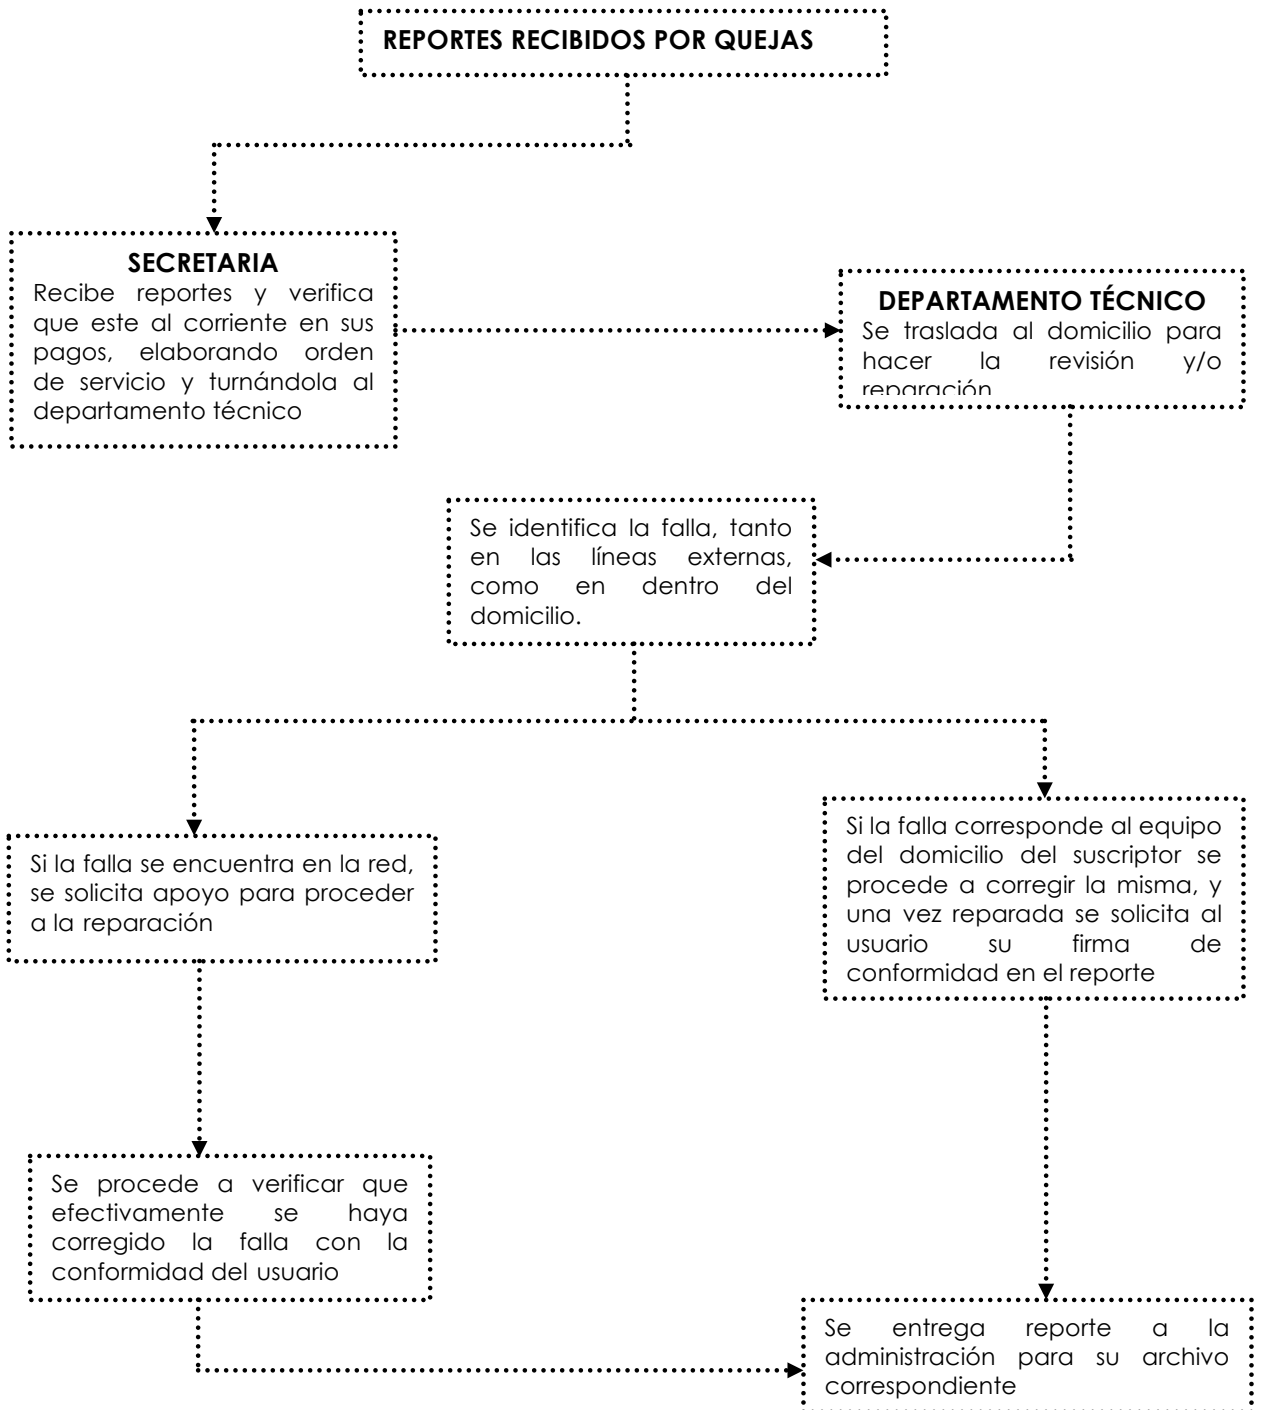 REPORTES RECIBIDOS POR QUEJAS
SECRETARIA
Recibe reportes y verifica
que este al corriente en sus
pagos, elaborando orden
de servicio y turnándola al
departamento técnico
DEPARTAMENTO TÉCNICO
Se traslada al domicilio para
hacer la revisión y/o
reparación
Se identifica la falla, tanto
en las líneas externas,
como en dentro del
domicilio.
Si la falla se encuentra en la red,
se solicita apoyo para proceder
a la reparación
Si la falla corresponde al equipo
del domicilio del suscriptor se
procede a corregir la misma, y
una vez reparada se solicita al
usuario su firma de
conformidad en el reporte
Se procede a verificar que
efectivamente se haya
corregido la falla con la
conformidad del usuario
Se entrega reporte a la
administración para su archivo
correspondiente